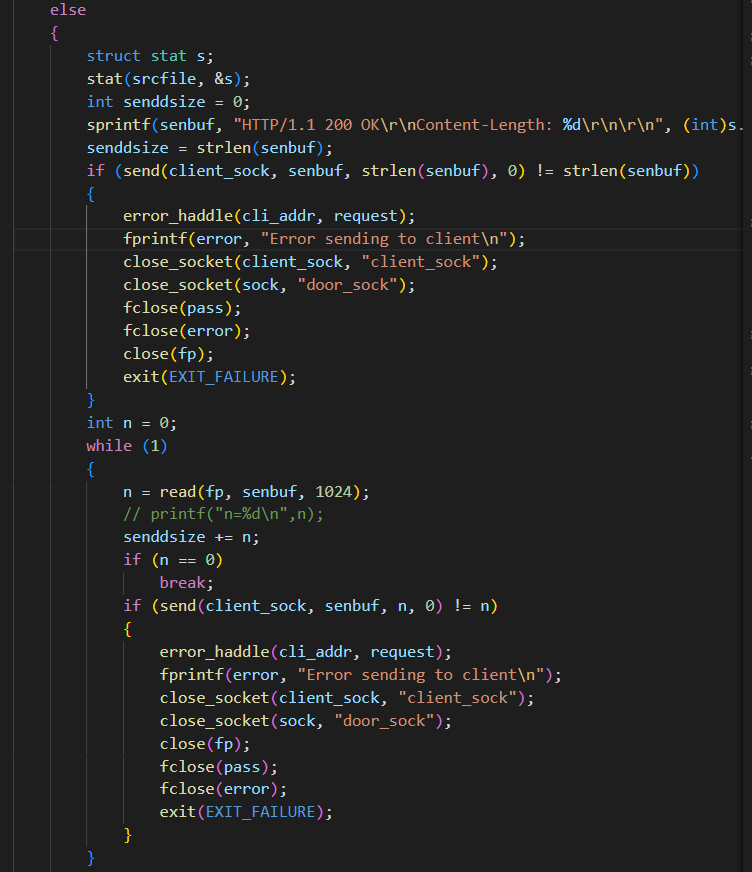 else
{
struct stat s;
stat(srcfile, &s);
int senddsize = 0;
sprintf(senbuf, "HTTP/1.1 200 OK\r\nContent-Length: %d\r\n\r\n", (int)s.
senddsize = strlen(senbuf);
if (send(client_sock, senbuf, strlen(senbuf), 0) != strlen(senbuf))
{
error_haddle(cli_addr, request);
fprintf(error, "Error sending to client\n");
close_socket(client_sock, "client_sock");
close_socket(sock, "door_sock");
fclose(pass);
fclose(error);
close(fp);
exit(EXIT_FAILURE);
}
int n = 0;
while (1)
{
n = read(fp, senbuf, 1024);
// printf("n=%d\n",n);
senddsize += n;
if (n == 0)
break;
if (send(client_sock, senbuf, n, 0) != n)
{
error_haddle(cli_addr, request);
fprintf(error, "Error sending to client\n");
close_socket(client_sock, "client_sock");
close_socket(sock, "door_sock");
close(fp);
fclose(pass);
fclose(error);
exit(EXIT_FAILURE);
}
}